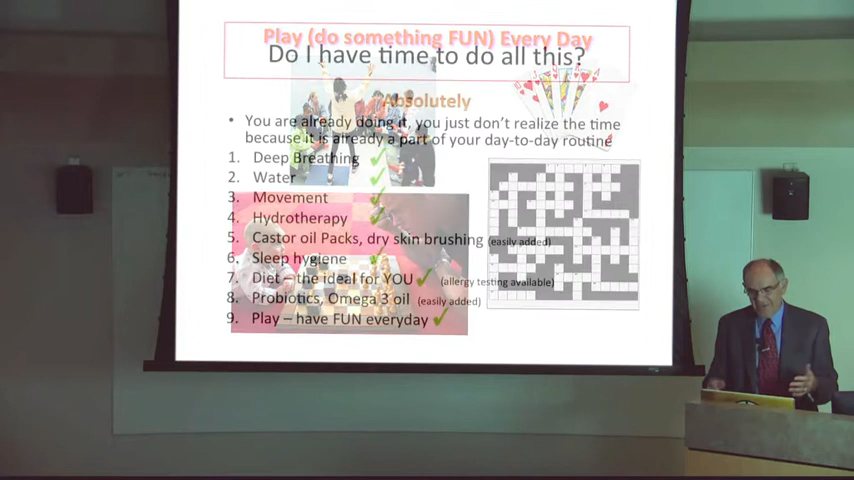 Play (do something FUN) Every Day
Do I have time to do all this?
Absolutely
• You are already doing it, you just don't realize the time
because it is already a part of your day-to-day routine
1. Deep Breathing ✓
2. Water ✓
3. Movement ✓
4. Hydrotherapy ✓
5. Castor oil Packs, dry skin brushing (easily added)
6. Sleep hygiene ✓
7. Diet – the ideal for YOU ✓ (allergy testing available)
8. Probiotics, Omega 3 oil (easily added)
9. Play – have FUN everyday ✓